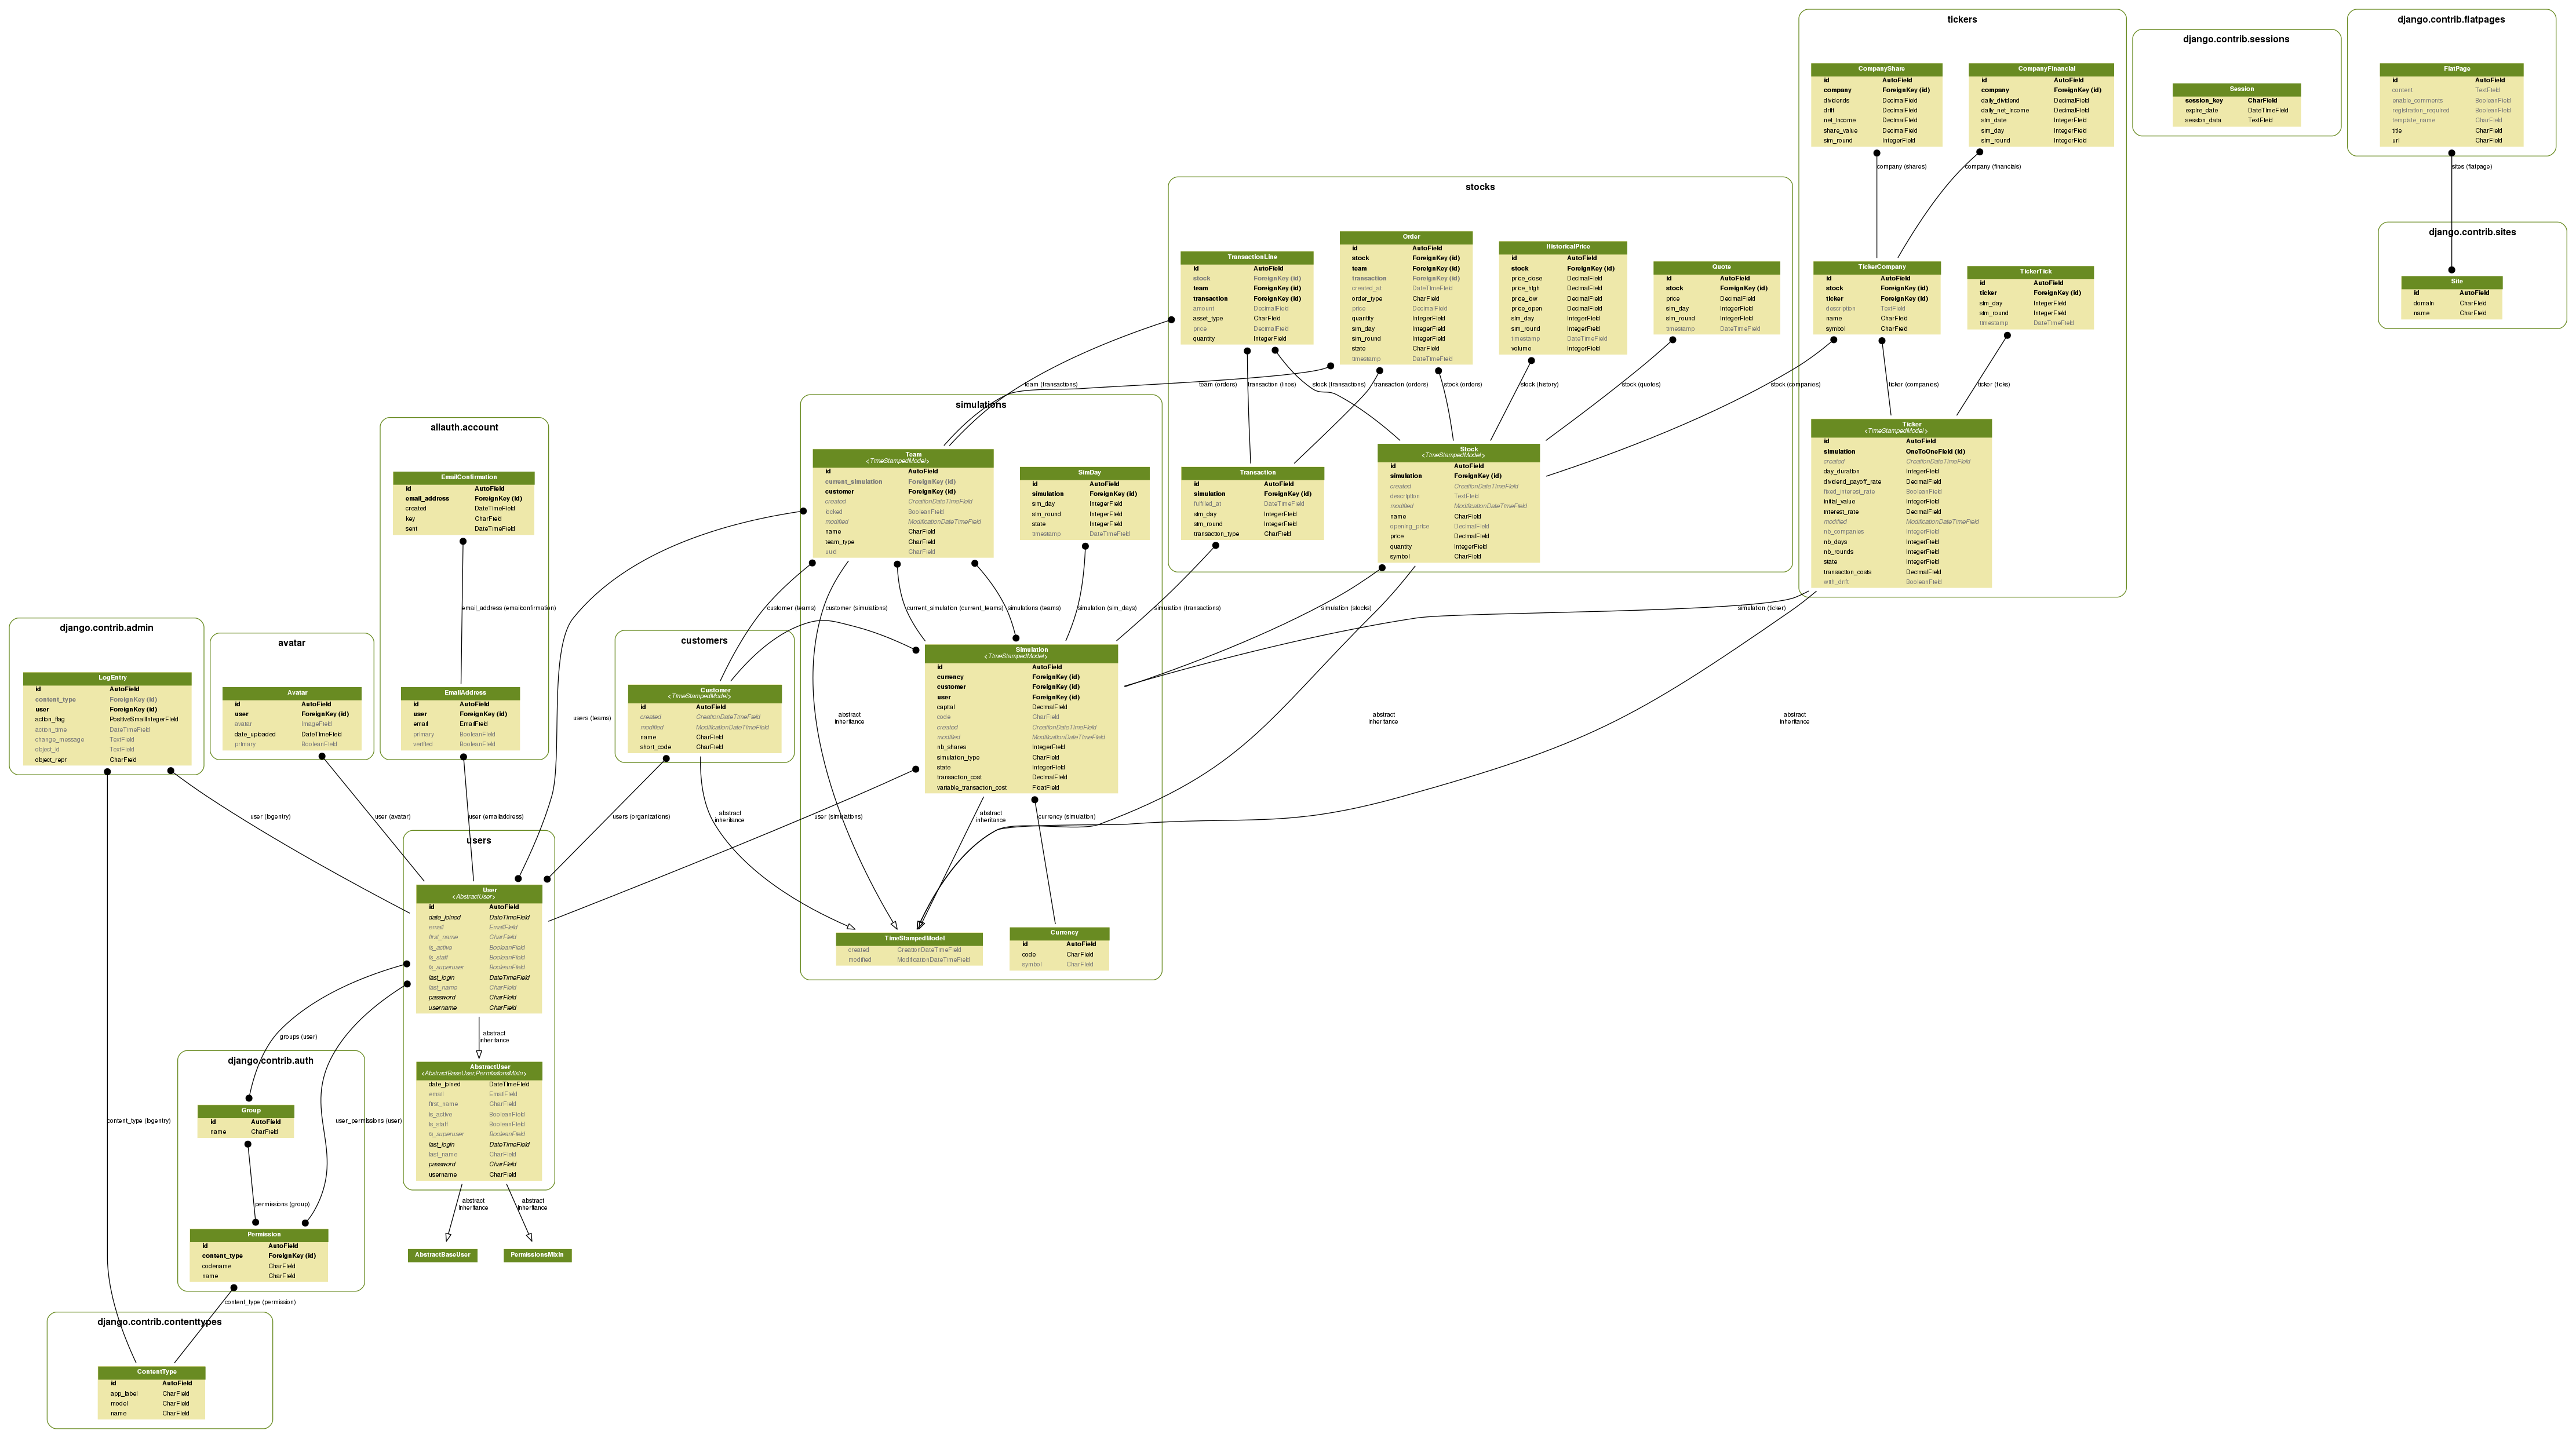 tickers
CompanyShare
id AutoField
company ForeignKey (id)
dividends DecimalField
drift DecimalField
net_income DecimalField
share_value DecimalField
sim_round IntegerField
CompanyFinancial
id AutoField
company ForeignKey (id)
daily_dividend DecimalField
daily_net_income DecimalField
sim_date IntegerField
sim_day IntegerField
sim_round IntegerField
company (shares)
company (financials)
TickerCompany
id AutoField
stock ForeignKey (id)
ticker ForeignKey (id)
description TextField
name CharField
symbol CharField
TickerTick
id AutoField
ticker ForeignKey (id)
sim_day IntegerField
sim_round IntegerField
timestamp DateTimeField
stock (companies)
ticker (companies)
ticker (ticks)
Ticker
<TimeStampedModel>
id AutoField
simulation OneToOneField (id)
created CreationDateTimeField
day_duration IntegerField
dividend_payoff_rate DecimalField
fixed_interest_rate BooleanField
initial_value IntegerField
interest_rate DecimalField
modified ModificationDateTimeField
nb_companies IntegerField
nb_days IntegerField
nb_rounds IntegerField
state IntegerField
transaction_costs DecimalField
with_drift BooleanField
simulation (ticker)
django.contrib.sessions
Session
session_key CharField
expire_date DateTimeField
session_data TextField
django.contrib.flatpages
FlatPage
id AutoField
content TextField
enable_comments BooleanField
registration_required BooleanField
template_name CharField
title CharField
url CharField
sites (flatpage)
django.contrib.sites
Site
id AutoField
domain CharField
name CharField
stocks
TransactionLine
id AutoField
stock ForeignKey (id)
team ForeignKey (id)
transaction ForeignKey (id)
amount DecimalField
asset_type CharField
price DecimalField
quantity IntegerField
Order
id AutoField
stock ForeignKey (id)
team ForeignKey (id)
transaction ForeignKey (id)
created_at DateTimeField
order_type CharField
price DecimalField
quantity IntegerField
sim_day IntegerField
sim_round IntegerField
state CharField
timestamp DateTimeField
HistoricalPrice
id AutoField
stock ForeignKey (id)
price_close DecimalField
price_high DecimalField
price_low DecimalField
price_open DecimalField
sim_day IntegerField
sim_round IntegerField
timestamp DateTimeField
volume IntegerField
Quote
id AutoField
stock ForeignKey (id)
price DecimalField
sim_day IntegerField
sim_round IntegerField
timestamp DateTimeField
team (transactions)
team (orders)
transaction (lines)
stock (transactions)
transaction (orders)
stock (orders)
stock (history)
stock (quotes)
Transaction
id AutoField
simulation ForeignKey (id)
fulfilled_at DateTimeField
sim_day IntegerField
sim_round IntegerField
transaction_type CharField
Stock
<TimeStampedModel>
id AutoField
simulation ForeignKey (id)
created CreationDateTimeField
description TextField
modified ModificationDateTimeField
name CharField
opening_price DecimalField
price DecimalField
quantity IntegerField
symbol CharField
simulations
Team
<TimeStampedModel>
id AutoField
current_simulation ForeignKey (id)
customer ForeignKey (id)
created CreationDateTimeField
locked BooleanField
modified ModificationDateTimeField
name CharField
team_type CharField
uuid CharField
SimDay
id AutoField
simulation ForeignKey (id)
sim_day IntegerField
sim_round IntegerField
state IntegerField
timestamp DateTimeField
customer (teams)
customer (simulations)
current_simulation (current_teams)
simulations (teams)
simulation (sim_days)
simulation (transactions)
simulation (stocks)
Simulation
<TimeStampedModel>
id AutoField
currency ForeignKey (id)
customer ForeignKey (id)
user ForeignKey (id)
capital DecimalField
code CharField
created CreationDateTimeField
modified ModificationDateTimeField
nb_shares IntegerField
simulation_type CharField
state IntegerField
transaction_cost DecimalField
variable_transaction_cost FloatField
abstract
inheritance
abstract
inheritance
abstract
inheritance
abstract
inheritance
currency (simulation)
TimeStampedModel
created CreationDateTimeField
modified ModificationDateTimeField
Currency
id AutoField
code CharField
symbol CharField
customers
Customer
<TimeStampedModel>
id AutoField
created CreationDateTimeField
modified ModificationDateTimeField
name CharField
short_code CharField
users (teams)
users (organizations)
abstract
inheritance
user (simulations)
allauth.account
EmailConfirmation
id AutoField
email_address ForeignKey (id)
created DateTimeField
key CharField
sent DateTimeField
email_address (emailconfirmation)
EmailAddress
id AutoField
user ForeignKey (id)
email EmailField
primary BooleanField
verified BooleanField
django.contrib.admin
LogEntry
id AutoField
content_type ForeignKey (id)
user ForeignKey (id)
action_flag PositiveSmallIntegerField
action_time DateTimeField
change_message TextField
object_id TextField
object_repr CharField
avatar
Avatar
id AutoField
user ForeignKey (id)
avatar ImageField
date_uploaded DateTimeField
primary BooleanField
user (logentry)
user (avatar)
user (emailaddress)
users
User
<AbstractUser>
id AutoField
date_joined DateTimeField
email EmailField
first_name CharField
is_active BooleanField
is_staff BooleanField
is_superuser BooleanField
last_login DateTimeField
last_name CharField
password CharField
username CharField
abstract
inheritance
AbstractUser
<AbstractBaseUser,PermissionsMixin>
date_joined DateTimeField
email EmailField
first_name CharField
is_active BooleanField
is_staff BooleanField
is_superuser BooleanField
last_login DateTimeField
last_name CharField
password CharField
username CharField
abstract
inheritance
abstract
inheritance
AbstractBaseUser
PermissionsMixin
groups (user)
django.contrib.auth
Group
id AutoField
name CharField
content_type (logentry)
user_permissions (user)
permissions (group)
Permission
id AutoField
content_type ForeignKey (id)
codename CharField
name CharField
content_type (permission)
django.contrib.contenttypes
ContentType
id AutoField
app_label CharField
model CharField
name CharField